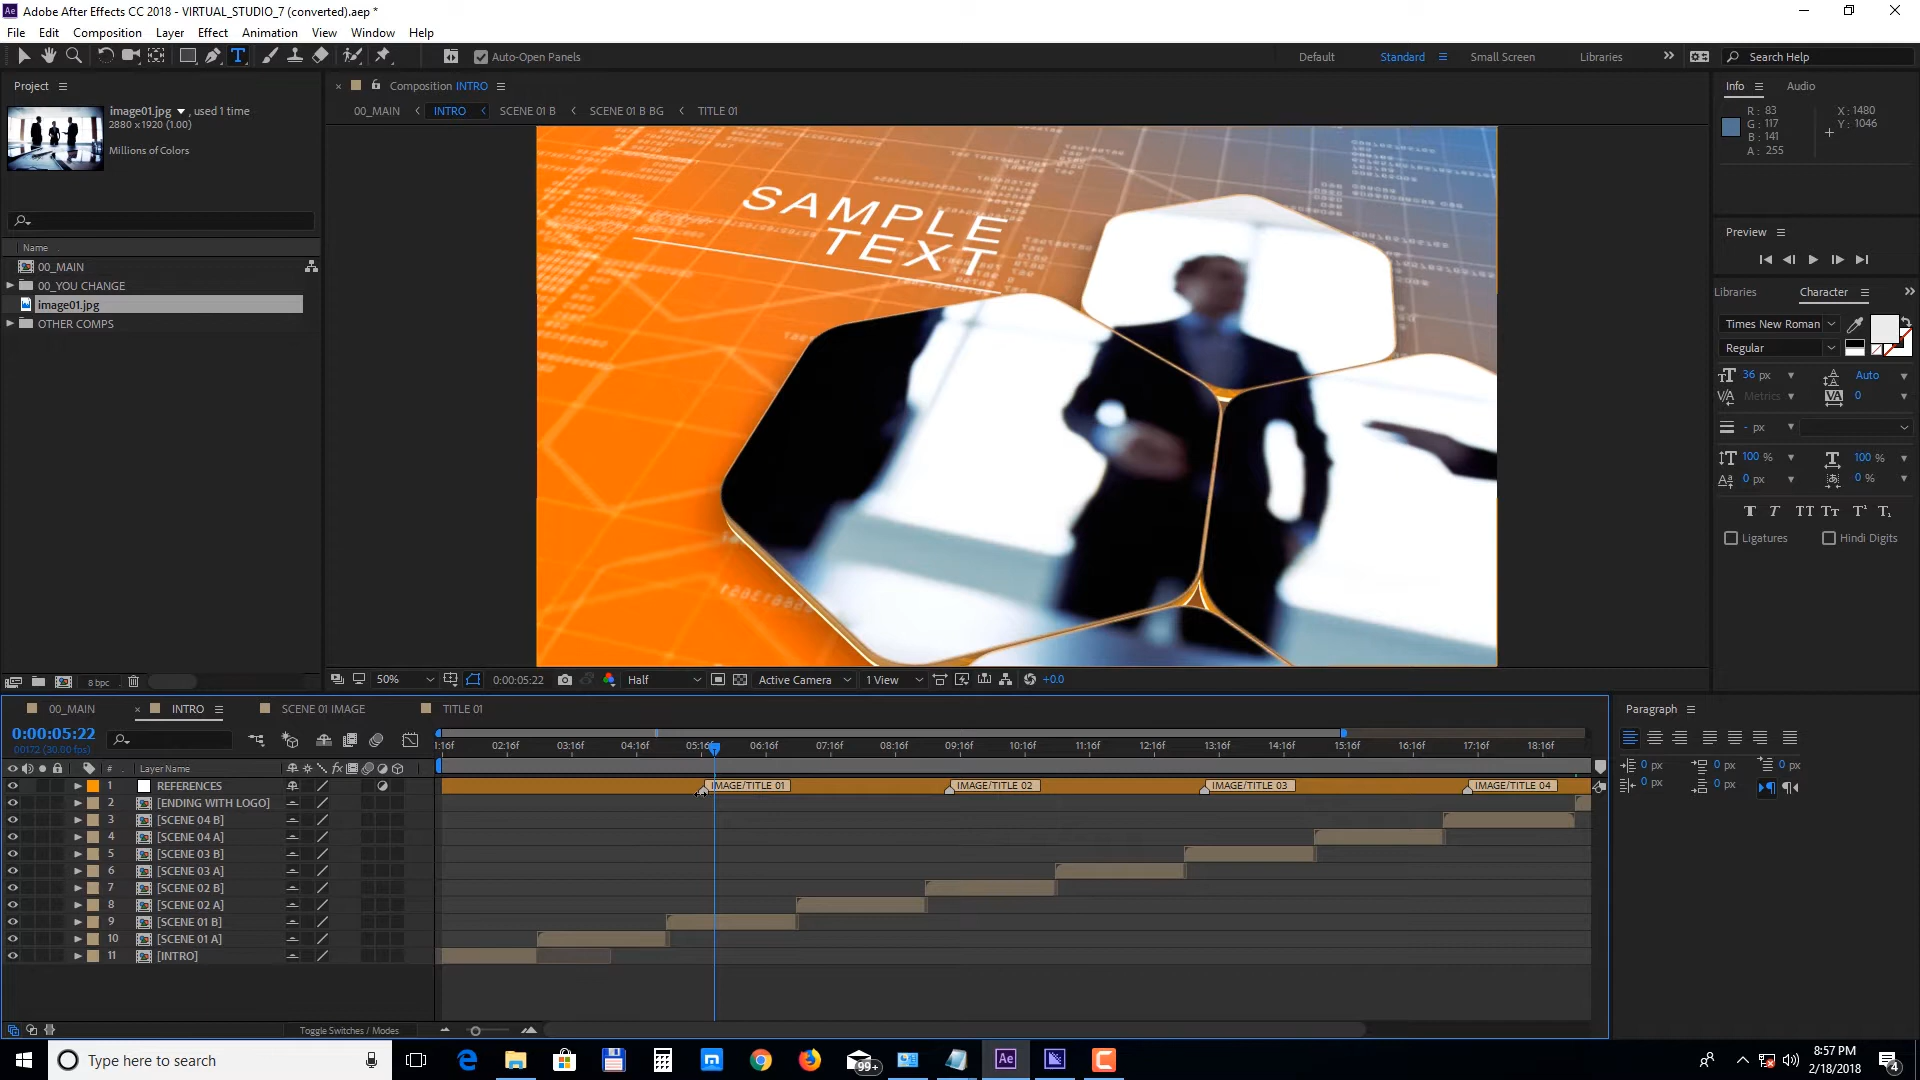 Adobe After Effects CC 2018 - VIRTUAL_STUDIO_7 (converted).aep *
File Edit Composition Layer Effect Animation View Window Help
Auto-Open Panels
Default Standard Small Screen Libraries Search Help
Project
image01.jpg , used 1 time
2880 x1920 (1.00)
Millions of Colors
Name
00_MAIN
00_YOU CHANGE
image01.jpg
OTHER COMPS
8 bpc
Composition INTRO
00_MAIN INTRO SCENE 01 B SCENE 01 B BG TITLE 01
SAMPLE
TEXT
50% 0:00:05:22 Half Active Camera 1 View +0.0
Info Audio
R : 83
G : 117
B : 141
A : 255
X : 1480
Y : 1046
Preview
Libraries Character
Times New Roman
Regular
36 px Auto
Metrics 0
- px
100 % 100 %
0 px 0 %
T T TT Tt T¹ T₁
Ligatures Hindi Digits
Paragraph
0 px 0 px 0 px
0 px 0 px
00_MAIN INTRO SCENE 01 IMAGE TITLE 01
0:00:05:22
00172 (30.00 fps)
:16f 02:16f 03:16f 04:16f 05:16f 06:16f 07:16f 08:16f 09:16f 10:16f 11:16f 12:16f 13:16f 14:16f 15:16f 16:16f 17:16f 18:16f
# Layer Name
1 REFERENCES IMAGE/TITLE 01 IMAGE/TITLE 02 IMAGE/TITLE 03 IMAGE/TITLE 04
2 [ENDING WITH LOGO]
3 [SCENE 04 B]
4 [SCENE 04 A]
5 [SCENE 03 B]
6 [SCENE 03 A]
7 [SCENE 02 B]
8 [SCENE 02 A]
9 [SCENE 01 B]
10 [SCENE 01 A]
11 [INTRO]
Toggle Switches / Modes
Type here to search
99+
Ae
8:57 PM
2/18/2018
4